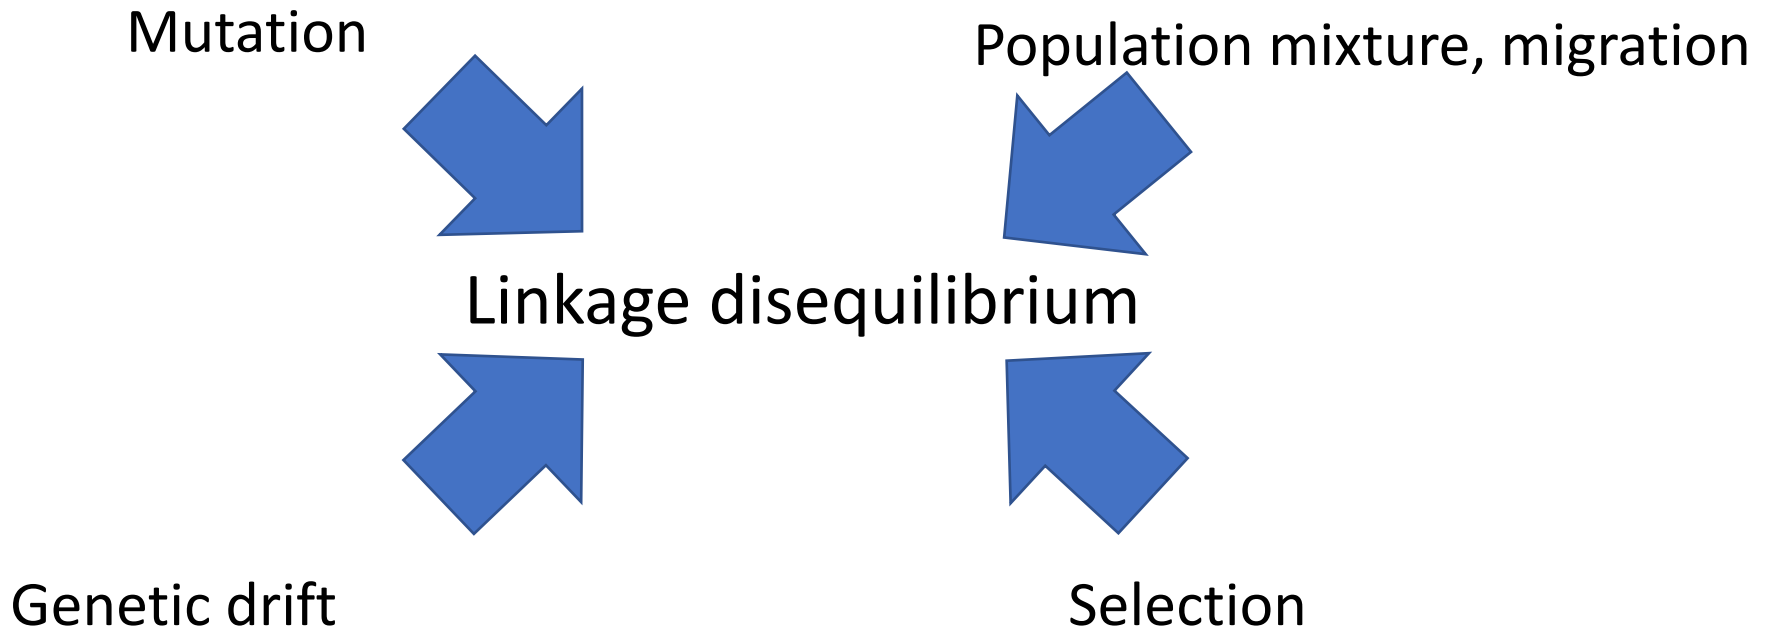 Mutation
Population mixture, migration
Linkage disequilibrium
Genetic drift
Selection